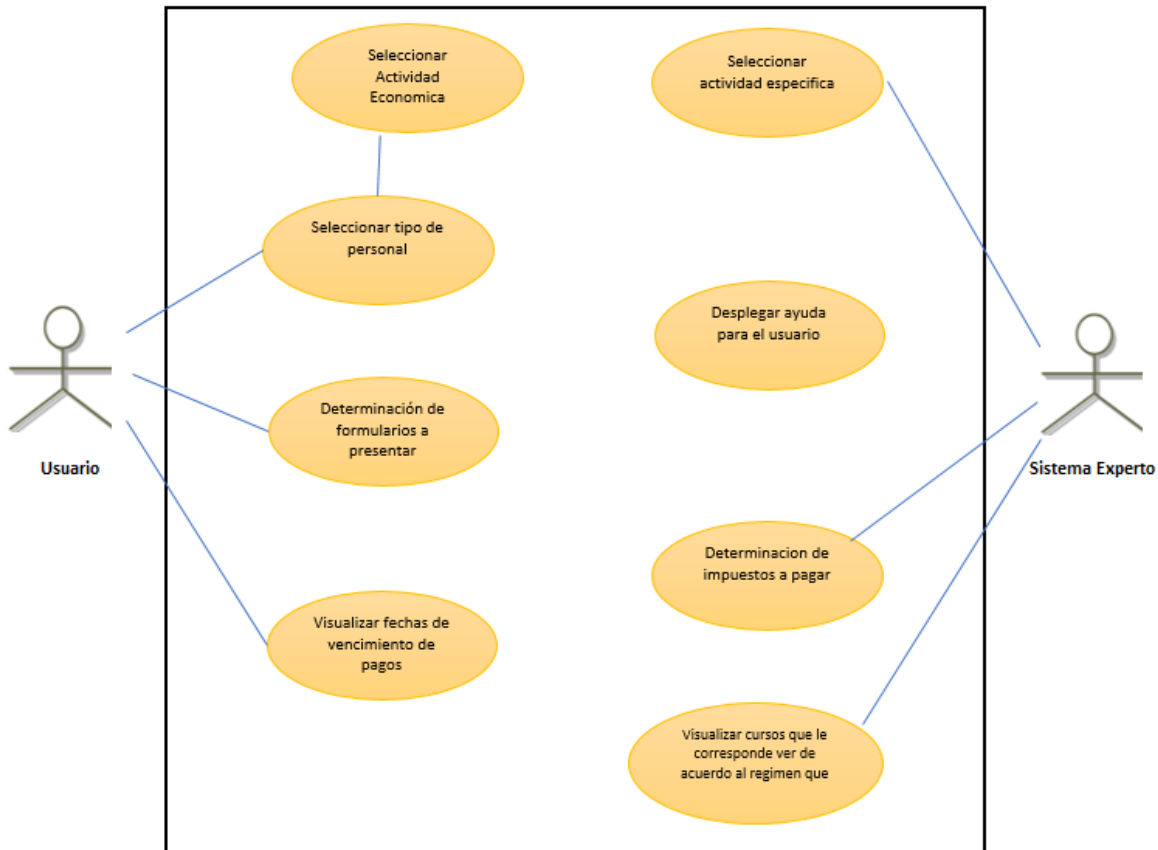 Seleccionar
Actividad
Economica
Seleccionar
actividad especifica
Seleccionar tipo de
personal
Desplegar ayuda
para el usuario
Usuario
Determinación de
formularios a
presentar
Sistema Experto
Determinacion de
impuestos a pagar
Visualizar fechas de
vencimiento de
pagos
Visualizar cursos que le
corresponde ver de
acuerdo al regimen que